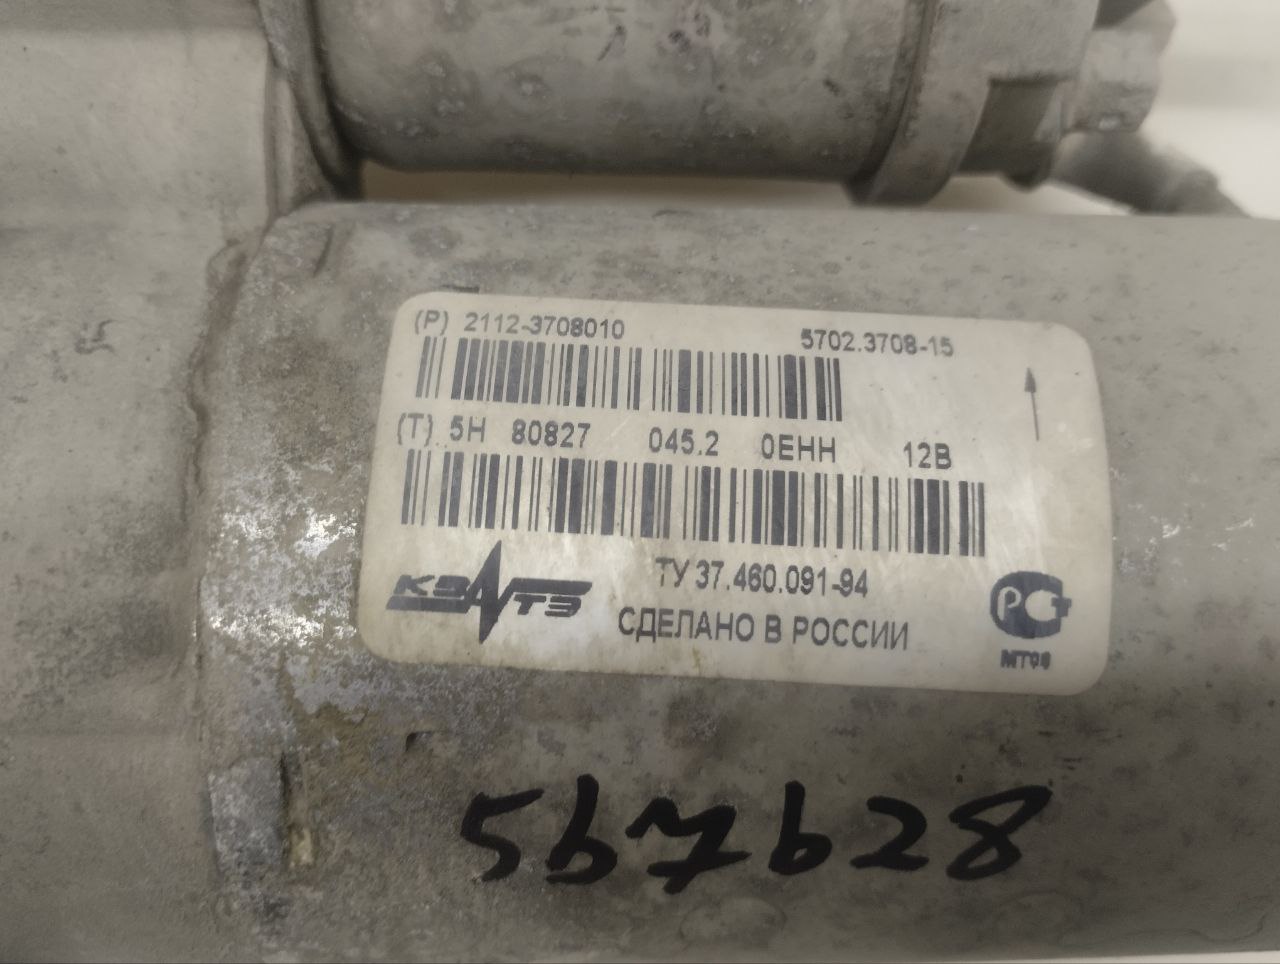 (P) 2112-3708010 5702.3708-15
(T) 5H 80827 045.2 0EHH 12B
КЗАТЭ ТУ 37.460.091-94
СДЕЛАНО В РОССИИ
РСТ
567628